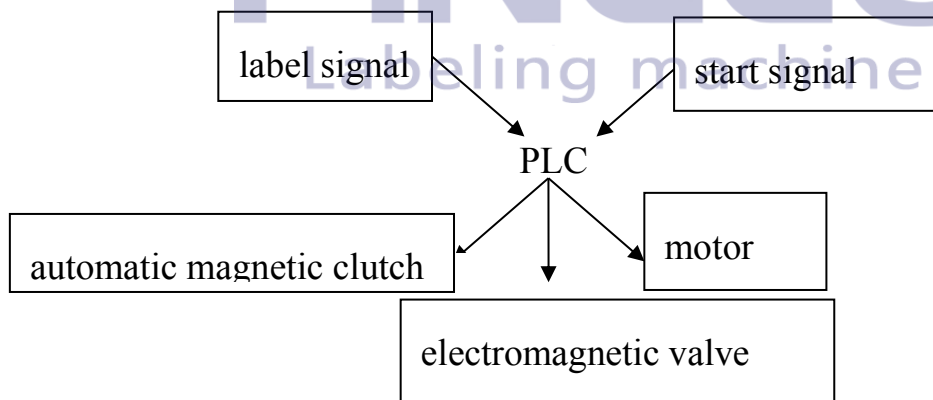 label signal
start signal
Labeling machine
PLC
automatic magnetic clutch
motor
electromagnetic valve